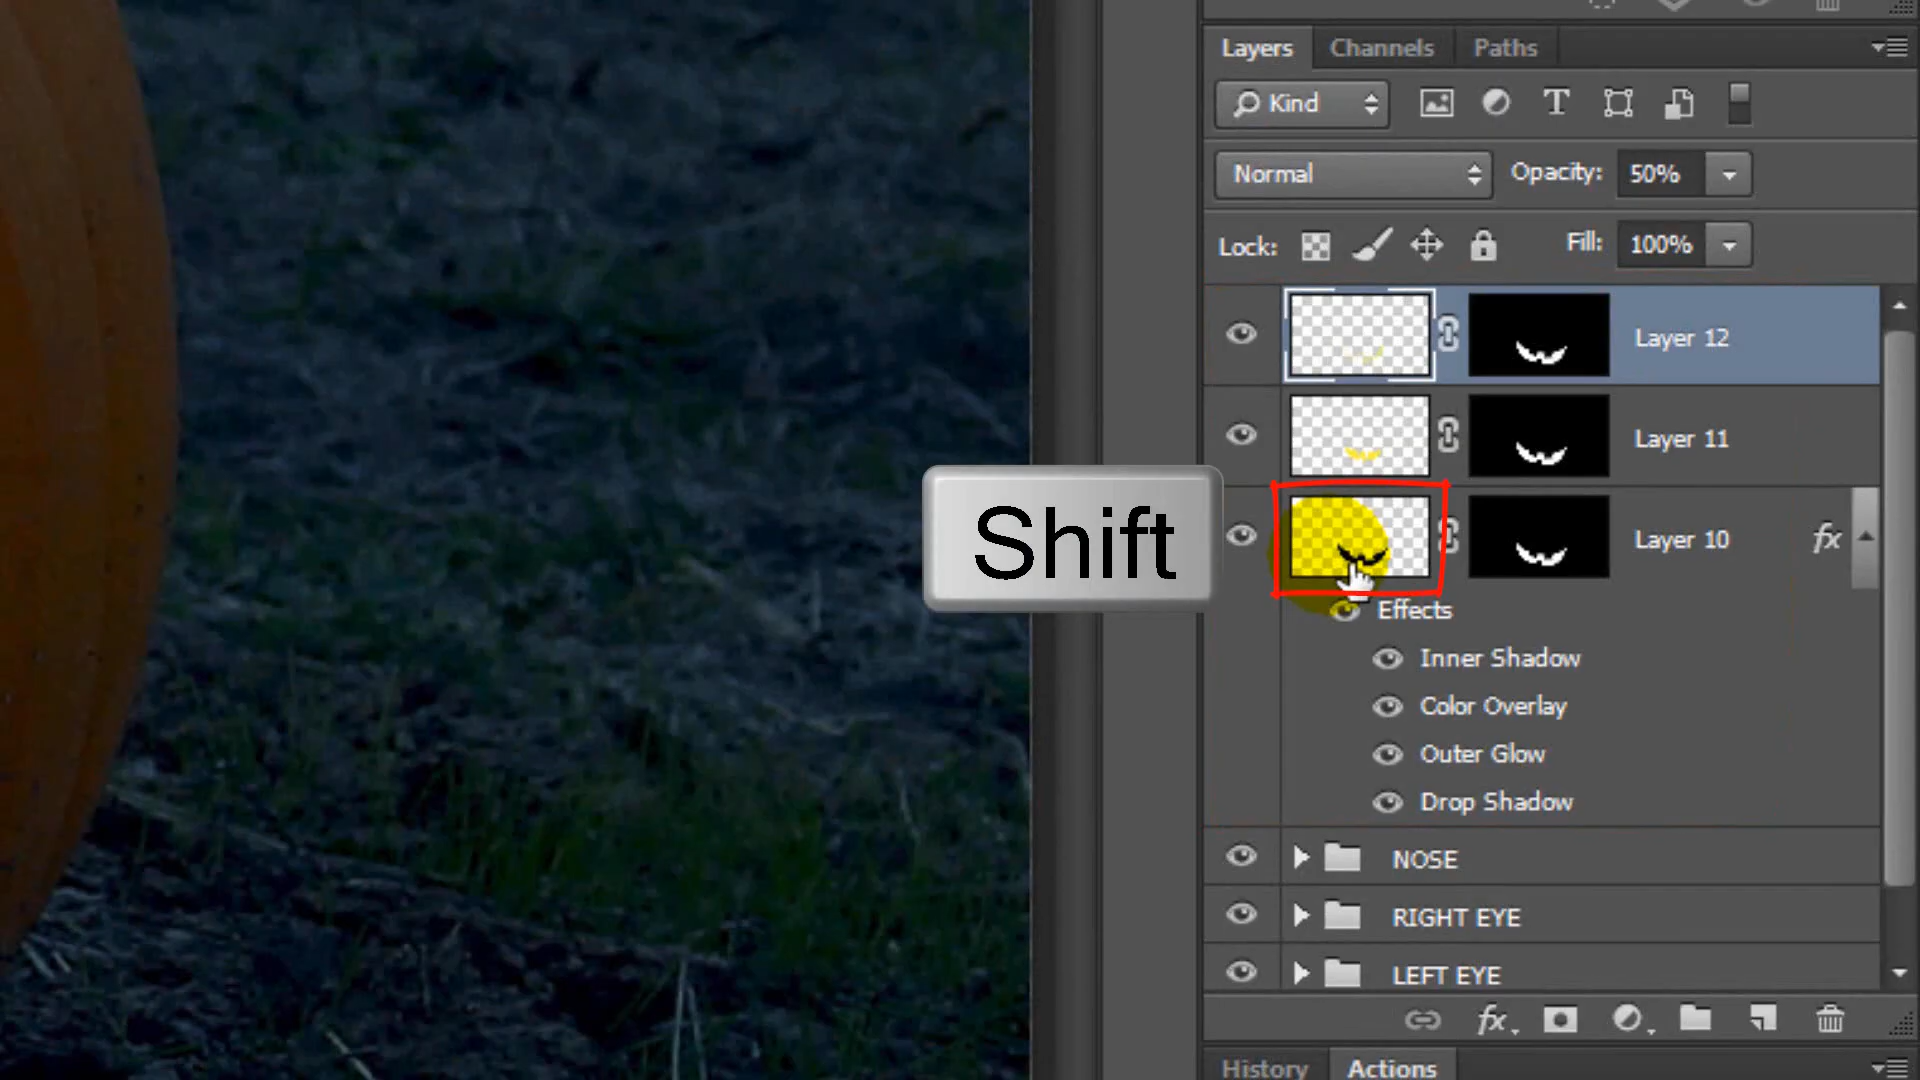 Layers Channels Paths
Kind
Normal Opacity: 50%
Lock: Fill: 100%
Layer 12
Layer 11
Shift
Layer 10 fx
Effects
Inner Shadow
Color Overlay
Outer Glow
Drop Shadow
NOSE
RIGHT EYE
LEFT EYE
fx
History Actions